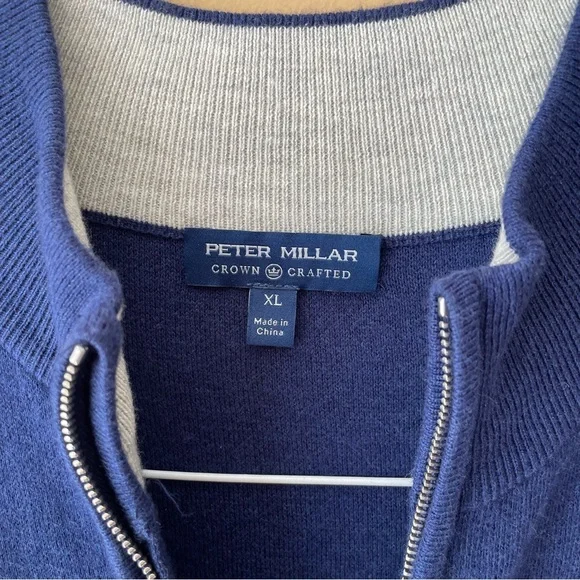 PETER MILLAR
CROWN CRAFTED
XL
Made in
China